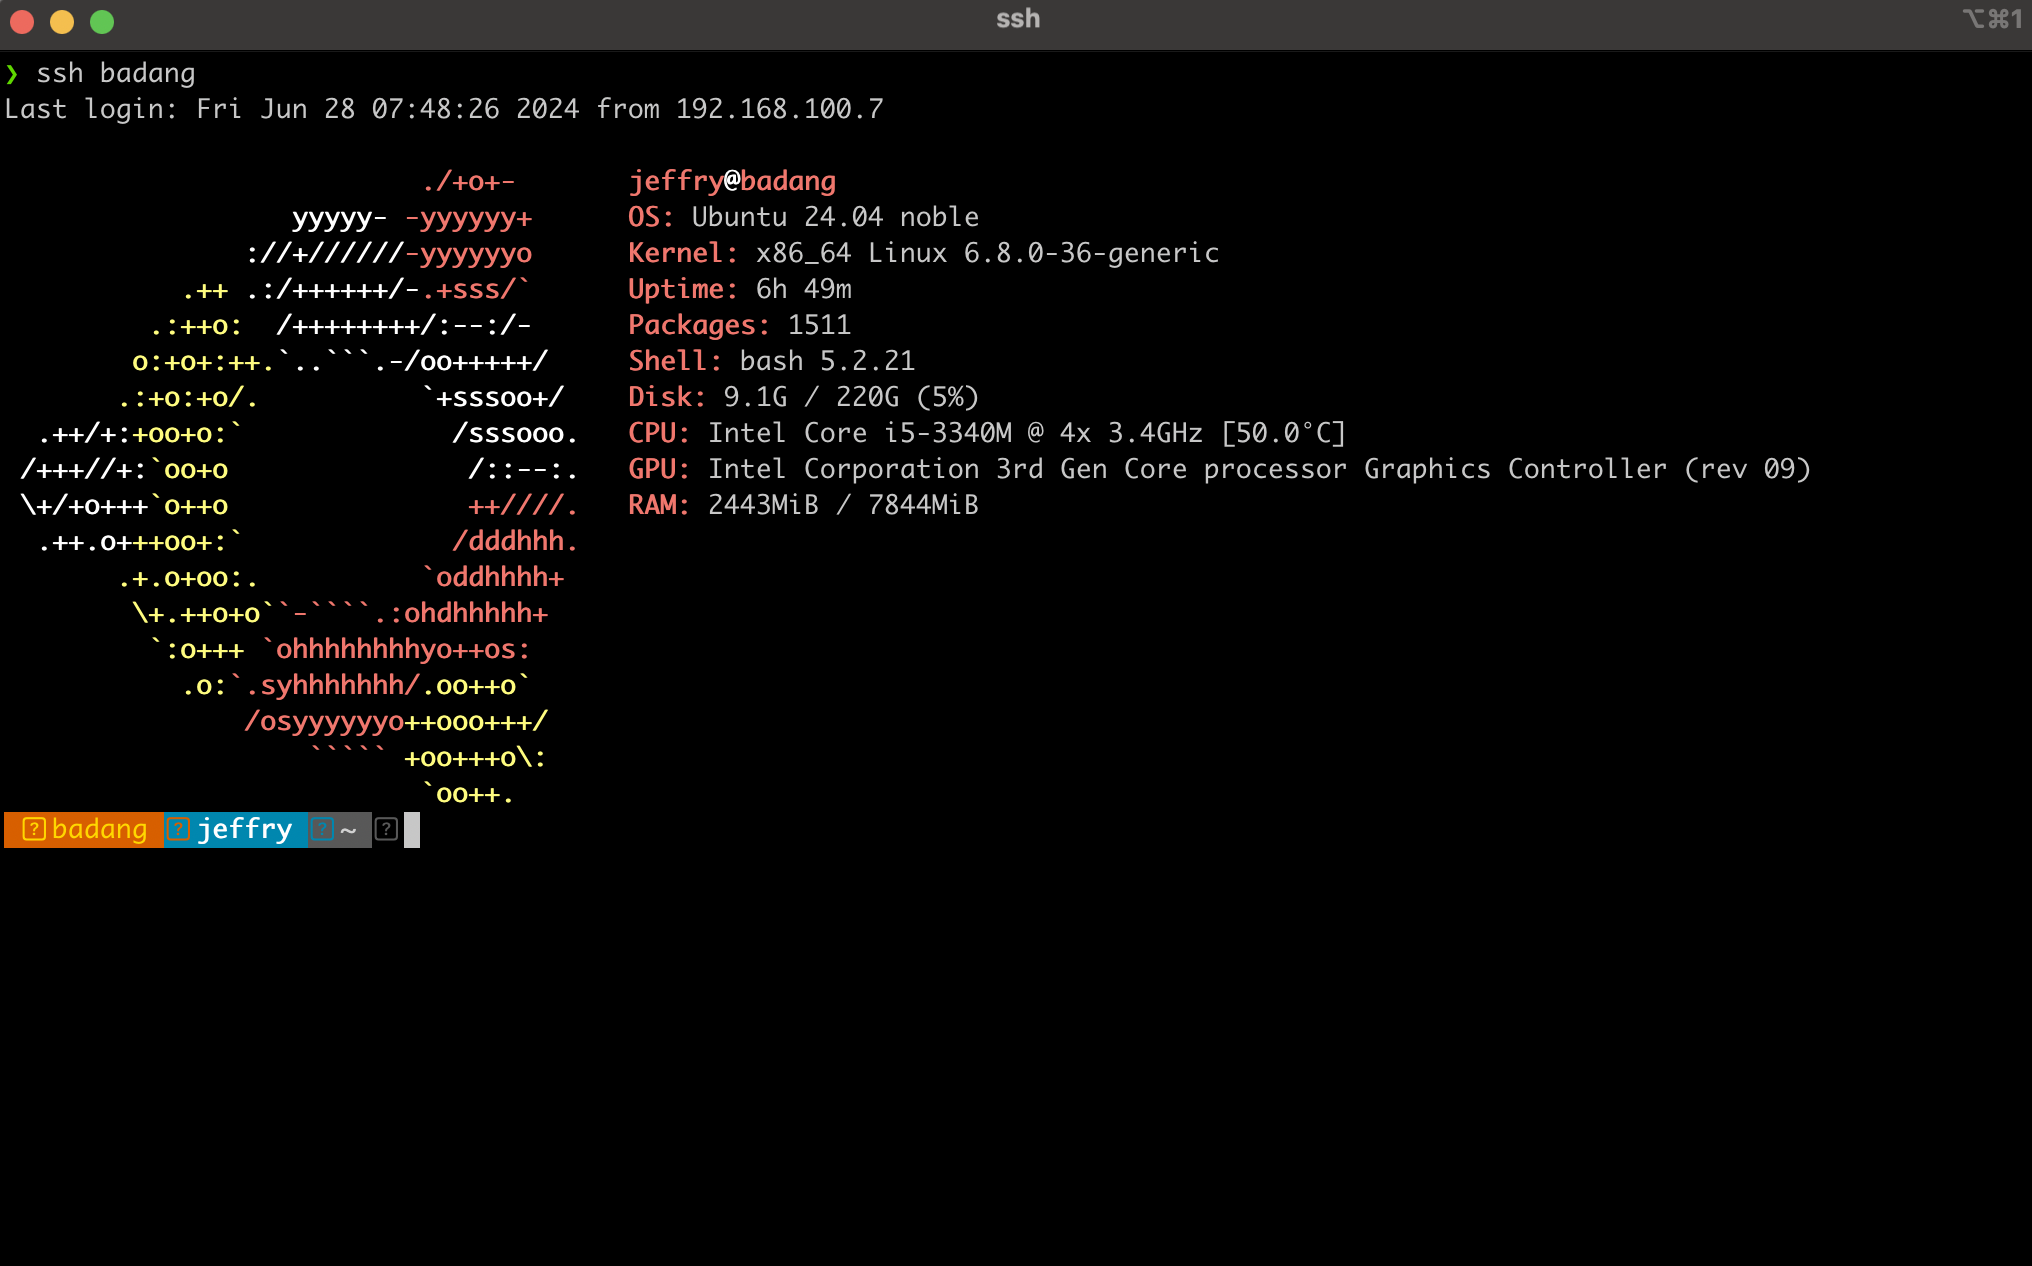 ssh
⌥⌘1
❯ ssh badang
Last login: Fri Jun 28 07:48:26 2024 from 192.168.100.7

                          ./+o+-       jeffry@badang
                  yyyyy- -yyyyyy+      OS: Ubuntu 24.04 noble
               ://+//////-yyyyyyo      Kernel: x86_64 Linux 6.8.0-36-generic
           .++ .:/++++++/-.+sss/`      Uptime: 6h 49m
         .:++o:  /++++++++/:--:/-      Packages: 1511
        o:+o+:++.`..```.-/oo+++++/     Shell: bash 5.2.21
       .:+o:+o/.          `+sssoo+/    Disk: 9.1G / 220G (5%)
  .++/+:+oo+o:`             /sssooo.   CPU: Intel Core i5-3340M @ 4x 3.4GHz [50.0°C]
 /+++//+:`oo+o               /::--:.   GPU: Intel Corporation 3rd Gen Core processor Graphics Controller (rev 09)
 \+/+o+++`o++o               ++////.   RAM: 2443MiB / 7844MiB
  .++.o+++oo+:`             /dddhhh.
       .+.o+oo:.          `oddhhhh+
        \+.++o+o``-````.:ohdhhhhh+
         `:o+++ `ohhhhhhhhyo++os:
           .o:`.syhhhhhhh/.oo++o`
               /osyyyyyyo++ooo+++/
                   ````` +oo+++o\:
                          `oo++.
badang jeffry ~